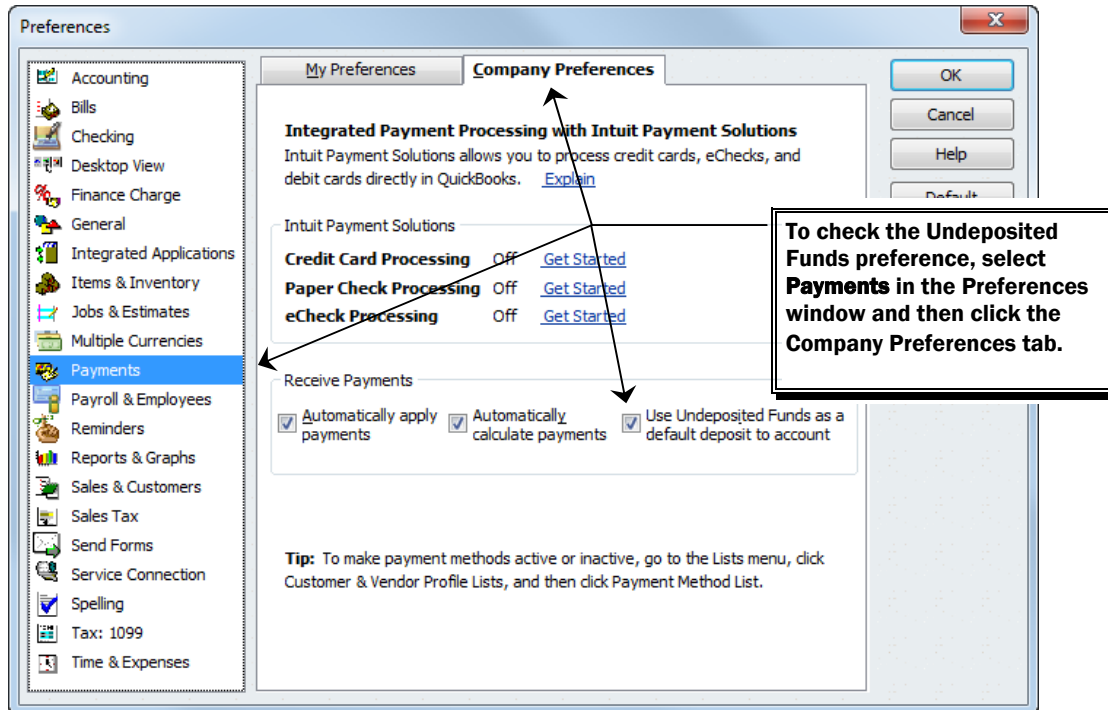 Preferences
x
Accounting
Bills
Checking
Desktop View
Finance Charge
General
Integrated Applications
Items & Inventory
Jobs & Estimates
Multiple Currencies
Payments
Payroll & Employees
Reminders
Reports & Graphs
Sales & Customers
Sales Tax
Send Forms
Service Connection
Spelling
Tax: 1099
Time & Expenses
My Preferences
Company Preferences
Integrated Payment Processing with Intuit Payment Solutions
Intuit Payment Solutions allows you to process credit cards, eChecks, and
debit cards directly in QuickBooks. Explain
Intuit Payment Solutions
Credit Card Processing Off Get Started
Paper Check Processing Off Get Started
eCheck Processing Off Get Started
Receive Payments
Automatically apply
payments
Automatically
calculate payments
Use Undeposited Funds as a
default deposit to account
Tip: To make payment methods active or inactive, go to the Lists menu, click
Customer & Vendor Profile Lists, and then click Payment Method List.
OK
Cancel
Help
Default
To check the Undeposited
Funds preference, select
Payments in the Preferences
window and then click the
Company Preferences tab.